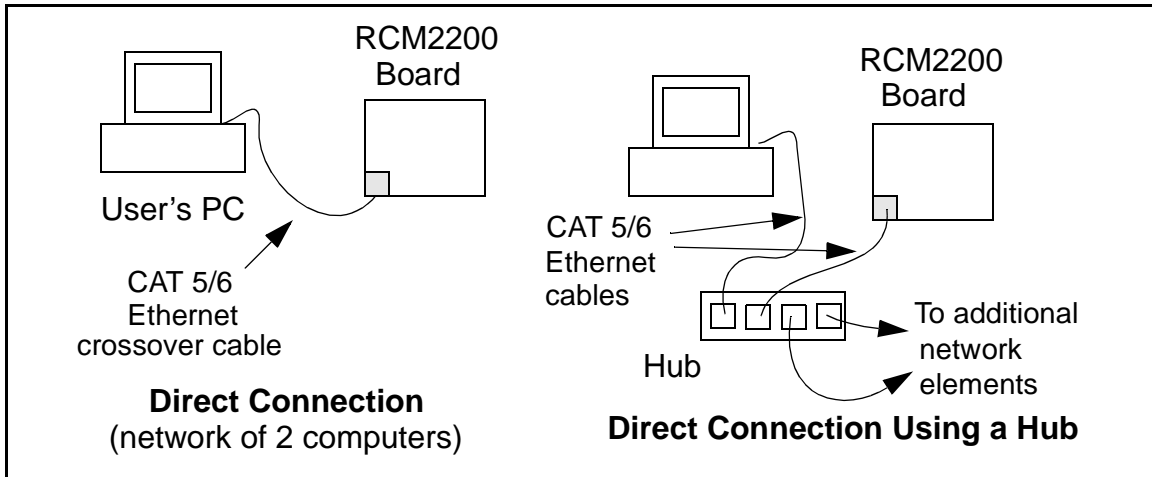 RCM2200
Board
User's PC
CAT 5/6
Ethernet
crossover cable
Direct Connection
(network of 2 computers)
RCM2200
Board
CAT 5/6
Ethernet
cables
Hub
To additional
network
elements
Direct Connection Using a Hub